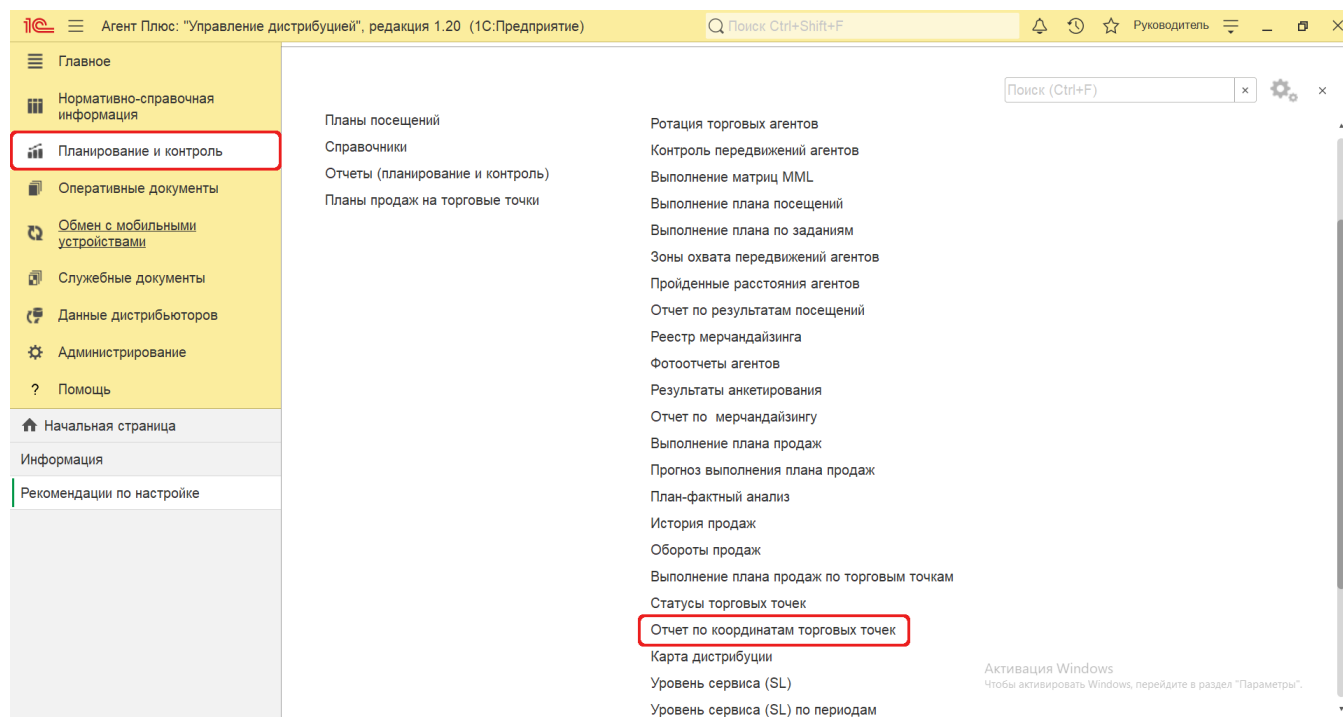 1С Агент Плюс: "Управление дистрибуцией", редакция 1.20 (1С:Предприятие) Поиск Ctrl+Shift+F Руководитель
Главное
Нормативно-справочная
информация
Планирование и контроль
Оперативные документы
Обмен с мобильными
устройствами
Служебные документы
Данные дистрибьюторов
Администрирование
? Помощь
Начальная страница
Информация
Рекомендации по настройке
Поиск (Ctrl+F) × ×
Планы посещений
Справочники
Отчеты (планирование и контроль)
Планы продаж на торговые точки
Ротация торговых агентов
Контроль передвижений агентов
Выполнение матриц MML
Выполнение плана посещений
Выполнение плана по заданиям
Зоны охвата передвижений агентов
Пройденные расстояния агентов
Отчет по результатам посещений
Реестр мерчандайзинга
Фотоотчеты агентов
Результаты анкетирования
Отчет по мерчандайзингу
Выполнение плана продаж
Прогноз выполнения плана продаж
План-фактный анализ
История продаж
Обороты продаж
Выполнение плана продаж по торговым точкам
Статусы торговых точек
Отчет по координатам торговых точек
Карта дистрибуции
Уровень сервиса (SL)
Уровень сервиса (SL) по периодам
Активация Windows
Чтобы активировать Windows, перейдите в раздел "Параметры".